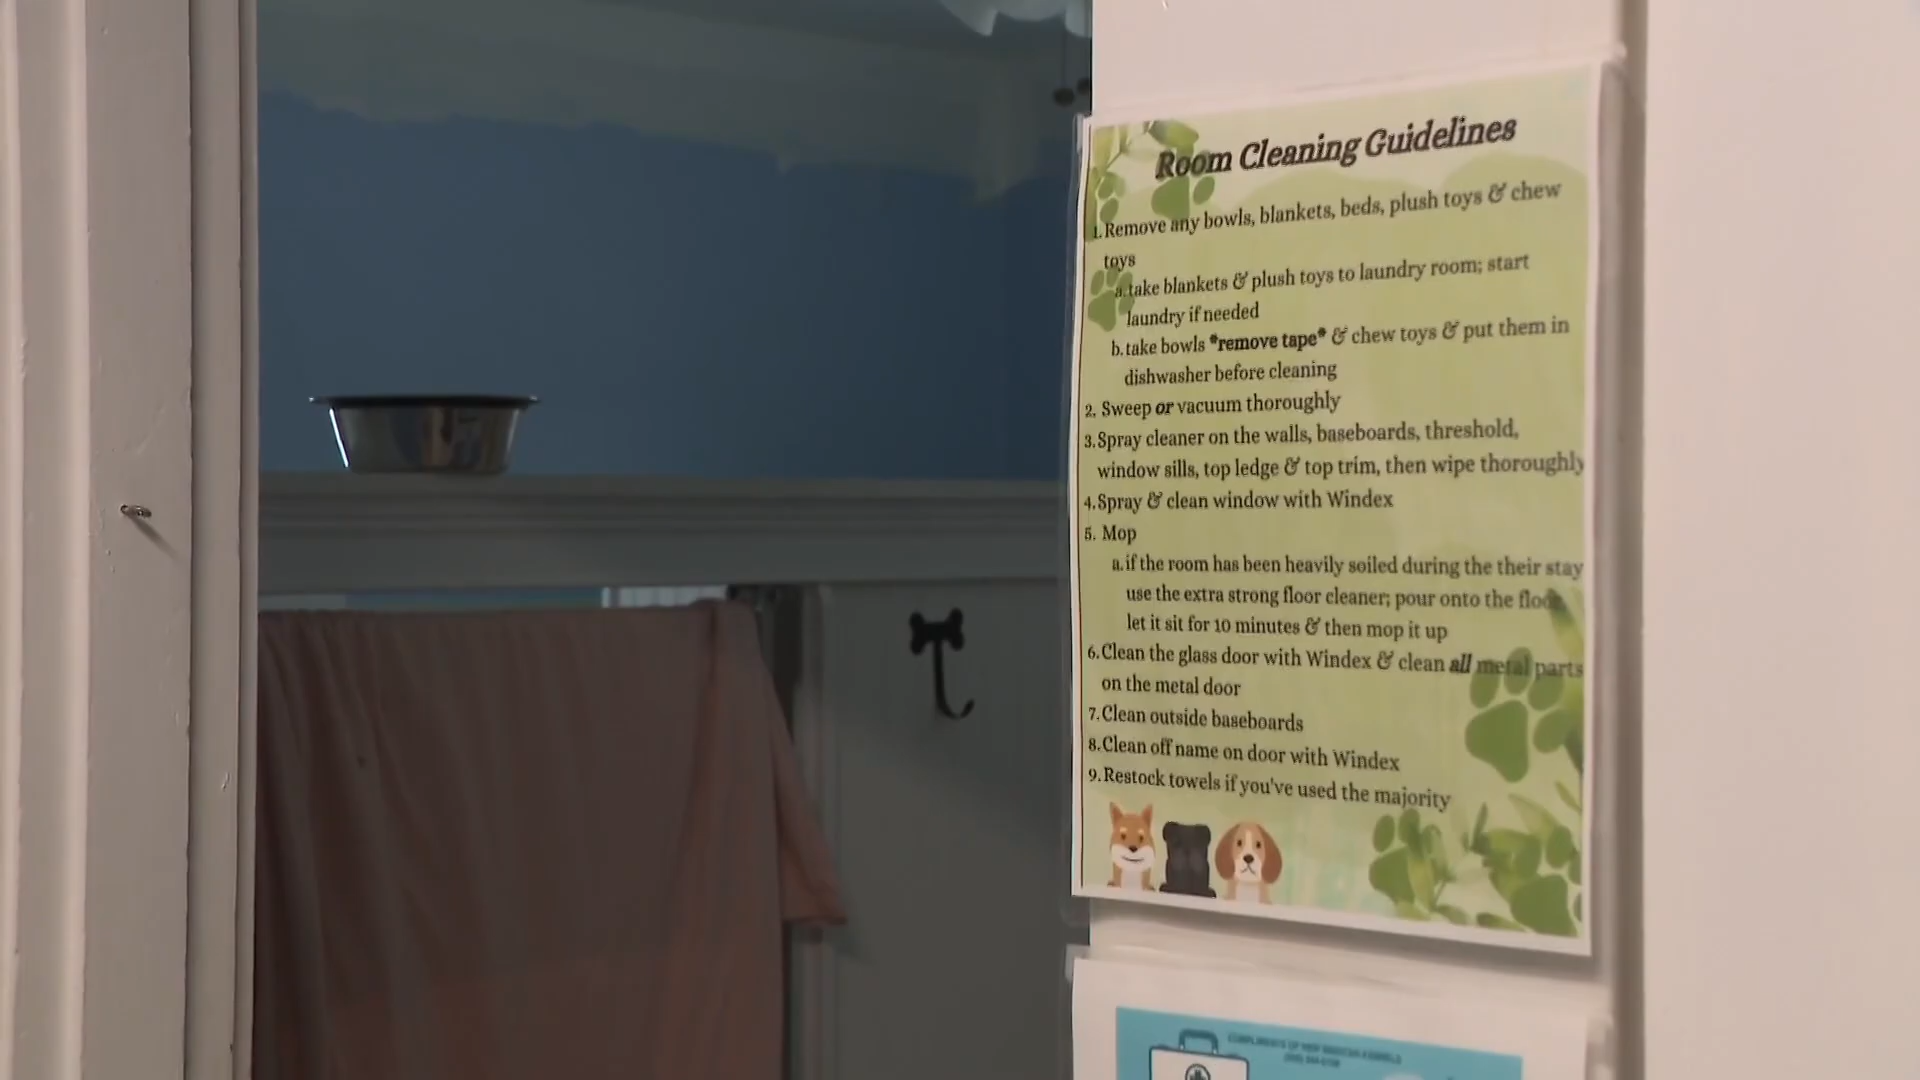 Room Cleaning Guidelines
1. Remove any bowls, blankets, beds, plush toys & chew
toys
a. take blankets & plush toys to laundry room; start
laundry if needed
b. take bowls *remove tape* & chew toys & put them in
dishwasher before cleaning
2. Sweep or vacuum thoroughly
3. Spray cleaner on the walls, baseboards, threshold,
window sills, top ledge & top trim, then wipe thoroughly
4. Spray & clean window with Windex
5. Mop
a. if the room has been heavily soiled during the their stay
use the extra strong floor cleaner; pour onto the floor
let it sit for 10 minutes & then mop it up
6. Clean the glass door with Windex & clean all metal parts
on the metal door
7. Clean outside baseboards
8. Clean off name on door with Windex
9. Restock towels if you've used the majority
COMPLIMENTS OF